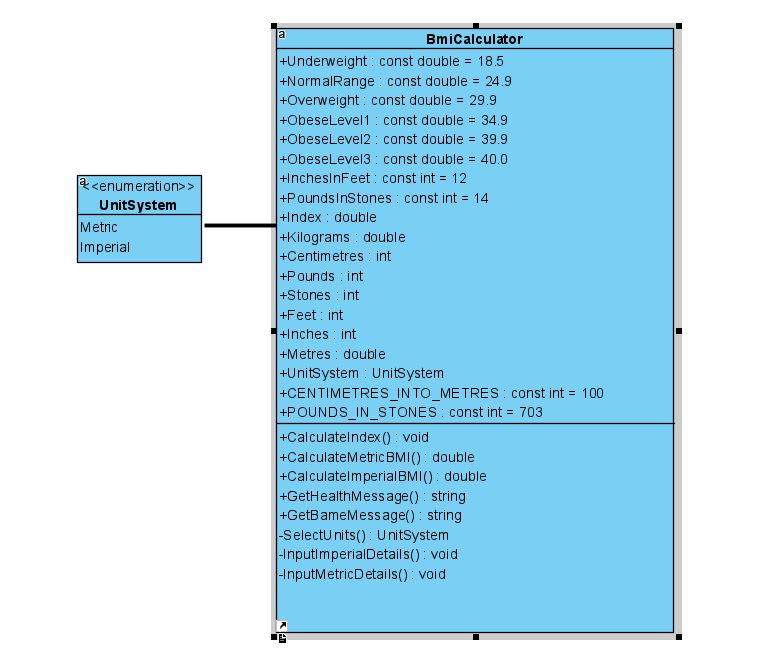 a
<<enumeration>>
UnitSystem
Metric
Imperial
a
BmiCalculator
+Underweight : const double = 18.5
+NormalRange : const double = 24.9
+Overweight : const double = 29.9
+ObeseLevel1 : const double = 34.9
+ObeseLevel2 : const double = 39.9
+ObeseLevel3 : const double = 40.0
+InchesInFeet : const int = 12
+PoundsInStones : const int = 14
+Index : double
+Kilograms : double
+Centimetres : int
+Pounds : int
+Stones : int
+Feet : int
+Inches : int
+Metres : double
+UnitSystem : UnitSystem
+CENTIMETRES_INTO_METRES : const int = 100
+POUNDS_IN_STONES : const int = 703
+CalculateIndex() : void
+CalculateMetricBMI() : double
+CalculateImperialBMI() : double
+GetHealthMessage() : string
+GetBameMessage() : string
-SelectUnits() : UnitSystem
-InputImperialDetails() : void
-InputMetricDetails() : void